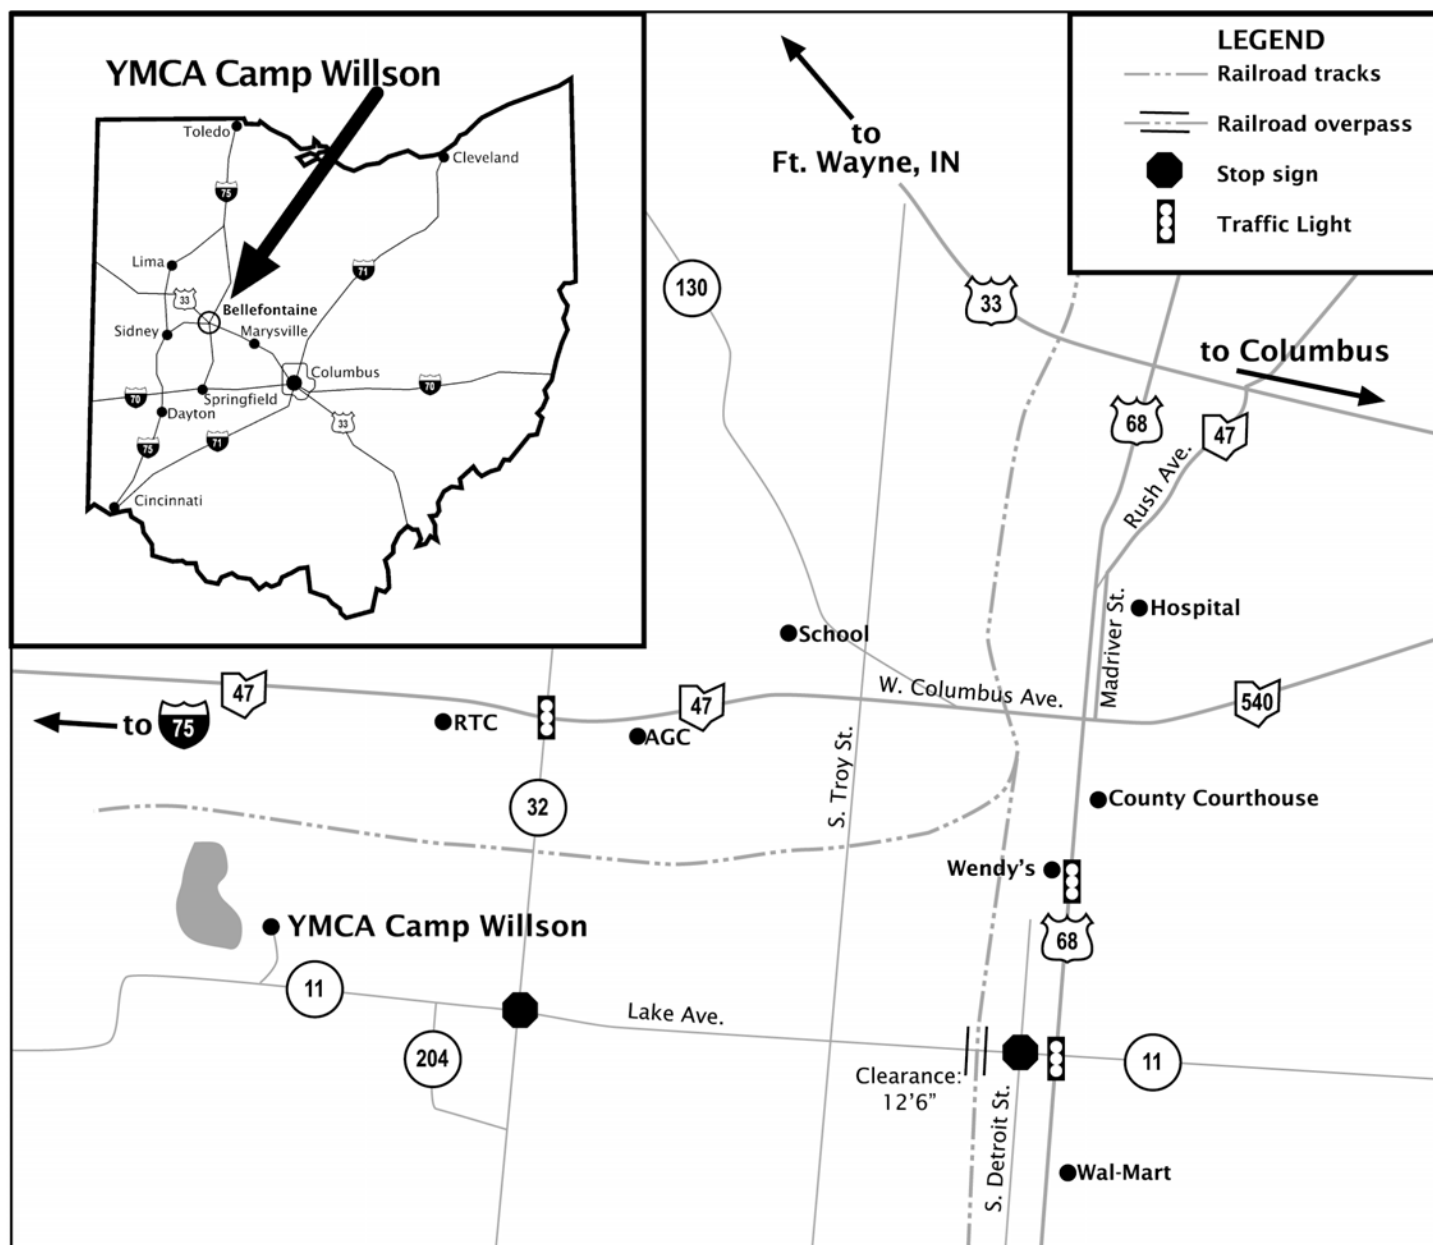 YMCA Camp Willson
Toledo
Cleveland
75
Lima
71
33
Bellefontaine
Sidney
Marysville
Columbus
70
Springfield
70
Dayton
33
75
71
Cincinnati
LEGEND
Railroad tracks
Railroad overpass
Stop sign
Traffic Light
to
Ft. Wayne, IN
130
33
to Columbus
68
47
Rush Ave.
Madriver St.
Hospital
School
W. Columbus Ave.
47
47
540
to 75
RTC
AGC
S. Troy St.
32
County Courthouse
Wendy's
68
YMCA Camp Willson
11
Lake Ave.
204
Clearance:
12'6"
S. Detroit St.
11
Wal-Mart